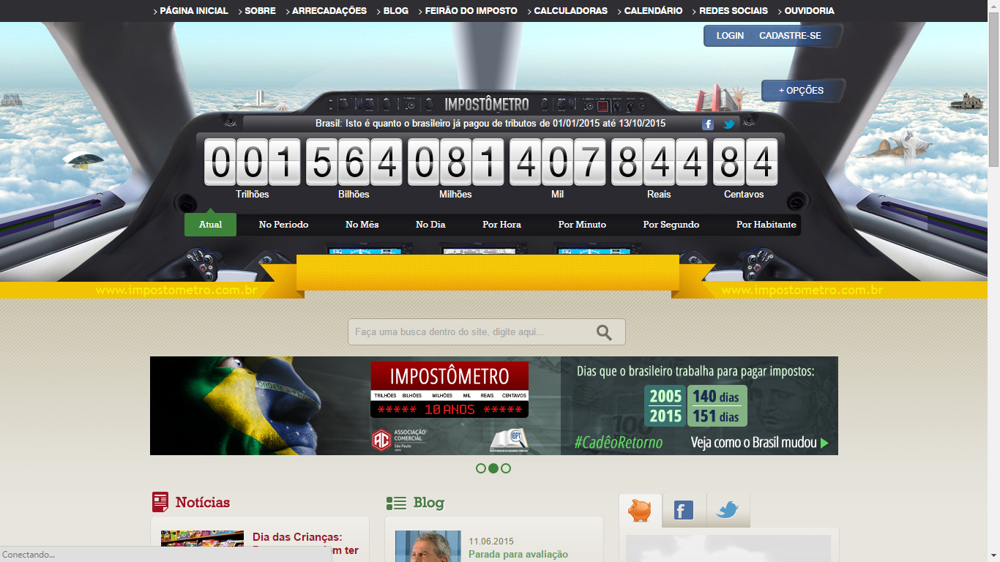 PÁGINA INICIAL SOBRE ARRECADAÇÕES BLOG FEIRÃO DO IMPOSTO CALCULADORAS CALENDÁRIO REDES SOCIAIS OUVIDORIA
LOGIN / CADASTRE-SE
+ OPÇÕES
IMPOSTÔMETRO
Brasil: Isto é quanto o brasileiro já pagou de tributos de 01/01/2015 até 13/10/2015
001 564 081 407 844 84
Trilhões Bilhões Milhões Mil Reais Centavos
Atual No Período No Mês No Dia Por Hora Por Minuto Por Segundo Por Habitante
www.impostometro.com.br www.impostometro.com.br
Faça uma busca dentro do site, digite aqui...
ORDEM E PROGRESSO
IMPOSTÔMETRO
TRILHÕES BILHÕES MILHÕES MIL REAIS CENTAVOS
***** 10 ANOS *****
AC ASSOCIAÇÃO COMERCIAL
São Paulo
IBPT
Dias que o brasileiro trabalha para pagar impostos:
2005 140 dias
2015 151 dias
#CadêoRetorno Veja como o Brasil mudou
Notícias Blog
Dia das Crianças:
11.06.2015
Parada para avaliação
em ter
Conectando...